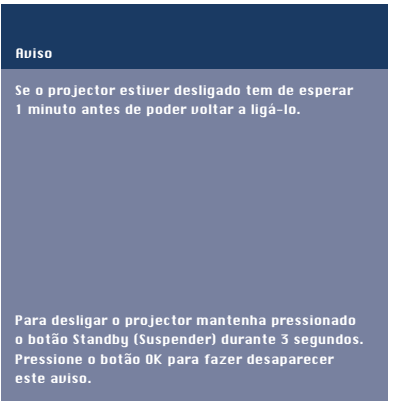 Aviso
Se o projector estiver desligado tem de esperar
1 minuto antes de poder voltar a ligá-lo.
Para desligar o projector mantenha pressionado
o botão Standby (Suspender) durante 3 segundos.
Pressione o botão OK para fazer desaparecer
este aviso.